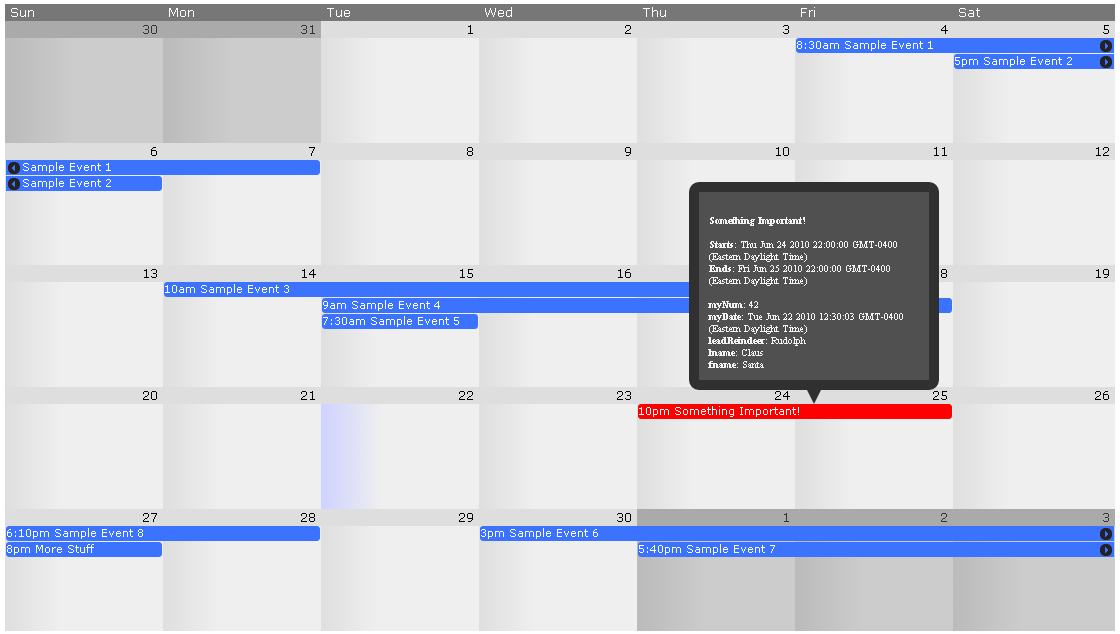 Sun Mon Tue Wed Thu Fri Sat
30 31 1 2 3 4 5
8:30am Sample Event 1
5pm Sample Event 2
6 7 8 9 10 11 12
Sample Event 1
Sample Event 2
13 14 15 16 8 19
10am Sample Event 3
9am Sample Event 4
7:30am Sample Event 5
Something Important!
Starts: Thu Jun 24 2010 22:00:00 GMT-0400
(Eastern Daylight Time)
Ends: Fri Jun 25 2010 22:00:00 GMT-0400
(Eastern Daylight Time)
myNum: 42
myDate: Tue Jun 22 2010 12:30:03 GMT-0400
(Eastern Daylight Time)
leadReindeer: Rudolph
lname: Claus
fname: Santa
20 21 22 23 24 25 26
10pm Something Important!
27 28 29 30 1 2 3
6:10pm Sample Event 8
3pm Sample Event 6
8pm More Stuff
5:40pm Sample Event 7